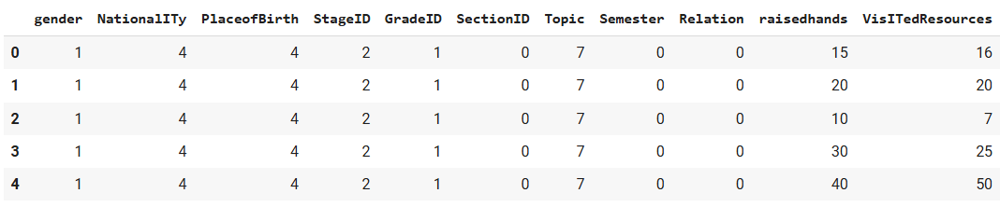 gender NationalITy PlaceofBirth StageID GradeID SectionID Topic Semester Relation raisedhands VisITedResources
0 1 4 4 2 1 0 7 0 0 15 16
1 1 4 4 2 1 0 7 0 0 20 20
2 1 4 4 2 1 0 7 0 0 10 7
3 1 4 4 2 1 0 7 0 0 30 25
4 1 4 4 2 1 0 7 0 0 40 50